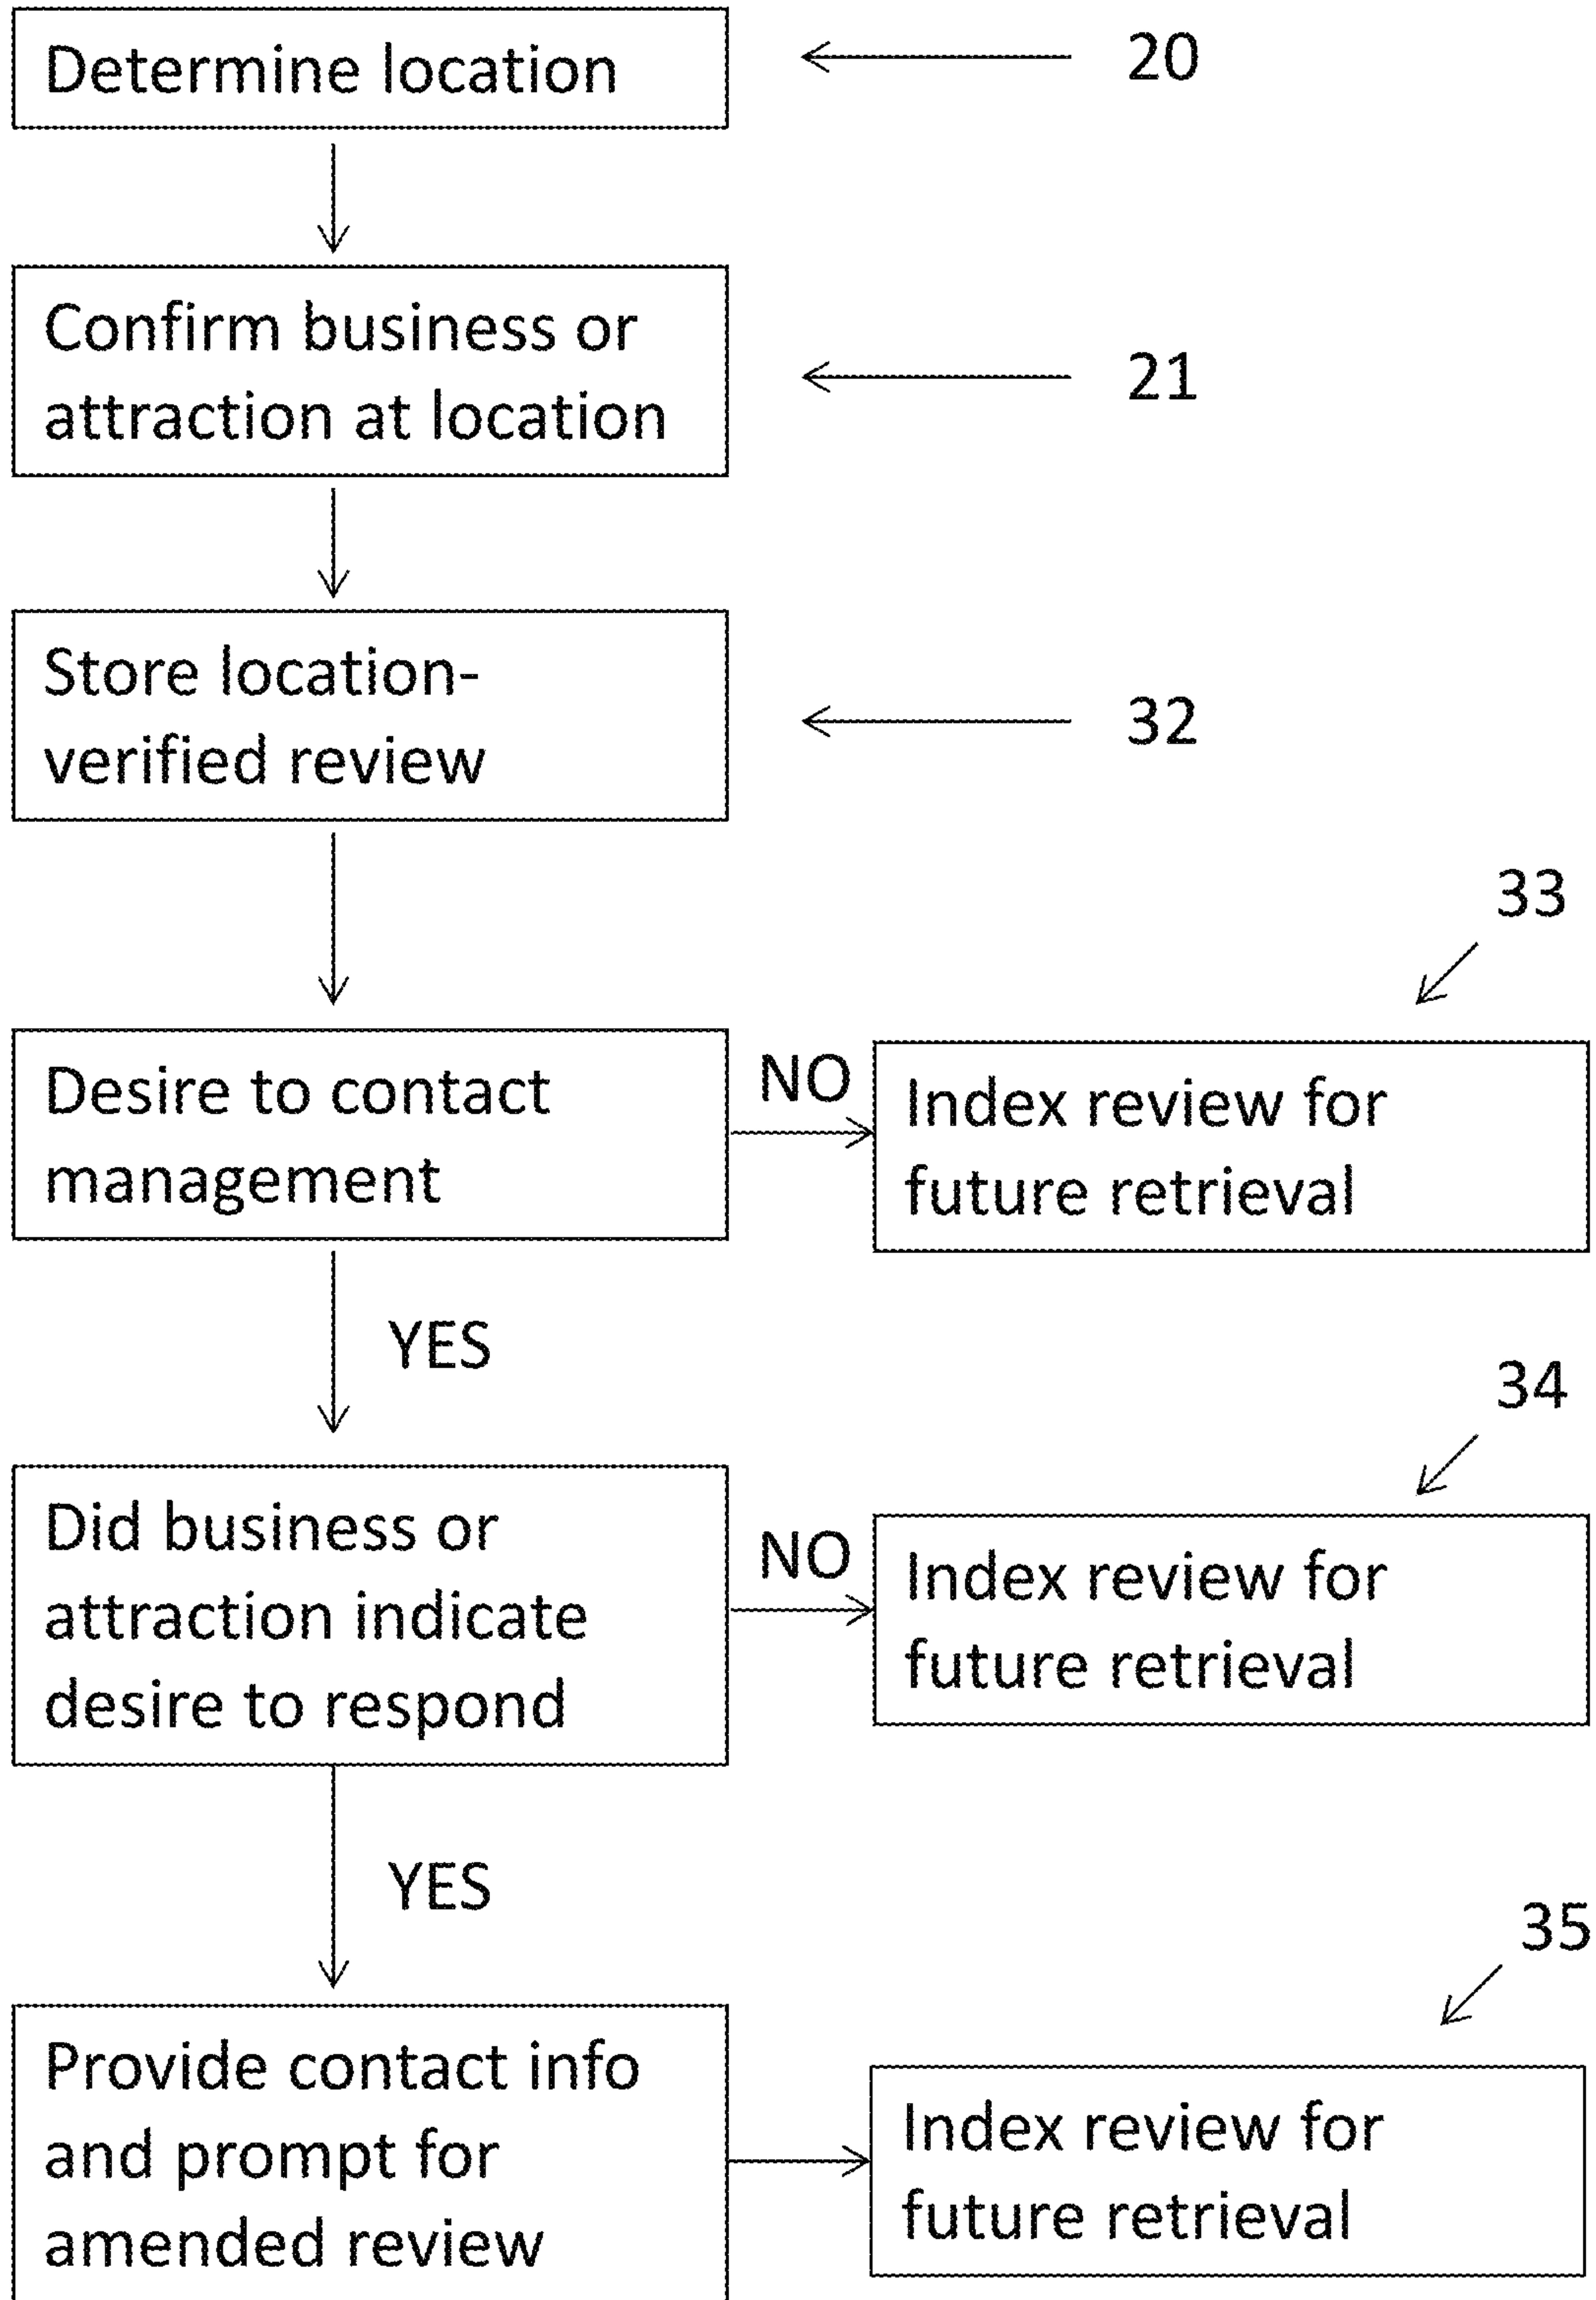 Determine location
20
Confirm business or
attraction at location
21
Store location-
verified review
32
33
Desire to contact
management
NO
Index review for
future retrieval
YES
34
Did business or
attraction indicate
desire to respond
NO
Index review for
future retrieval
YES
35
Provide contact info
and prompt for
amended review
Index review for
future retrieval